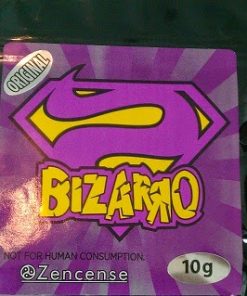 ORIGINAL
BIZARRO
NOT FOR HUMAN CONSUMPTION.
Zencense
10g